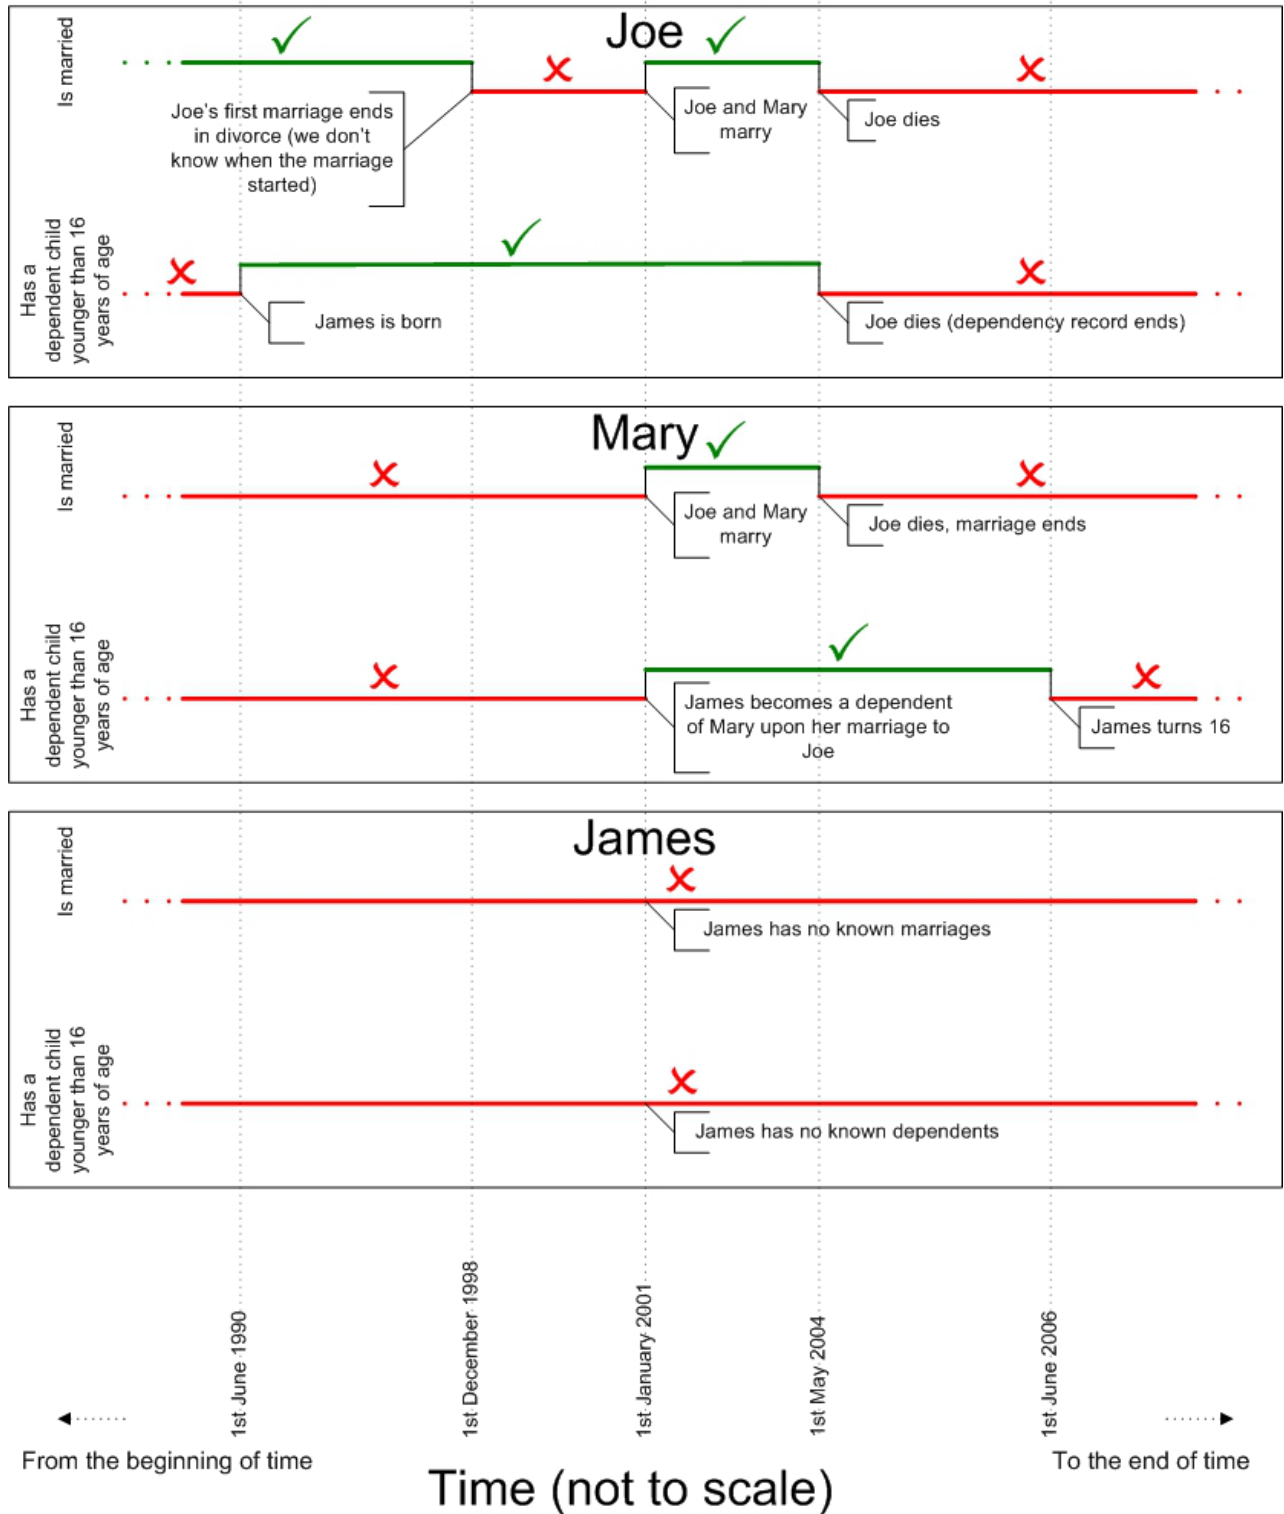 Joe
Is married
Joe's first marriage ends
in divorce (we don't
know when the marriage
started)
Joe and Mary
marry
Joe dies
Has a
dependent child
younger than 16
years of age
James is born
Joe dies (dependency record ends)
Mary
Is married
Joe and Mary
marry
Joe dies, marriage ends
Has a
dependent child
younger than 16
years of age
James becomes a dependent
of Mary upon her marriage to
Joe
James turns 16
James
Is married
James has no known marriages
Has a
dependent child
younger than 16
years of age
James has no known dependents
1st June 1990
1st December 1998
1st January 2001
1st May 2004
1st June 2006
From the beginning of time
To the end of time
Time (not to scale)